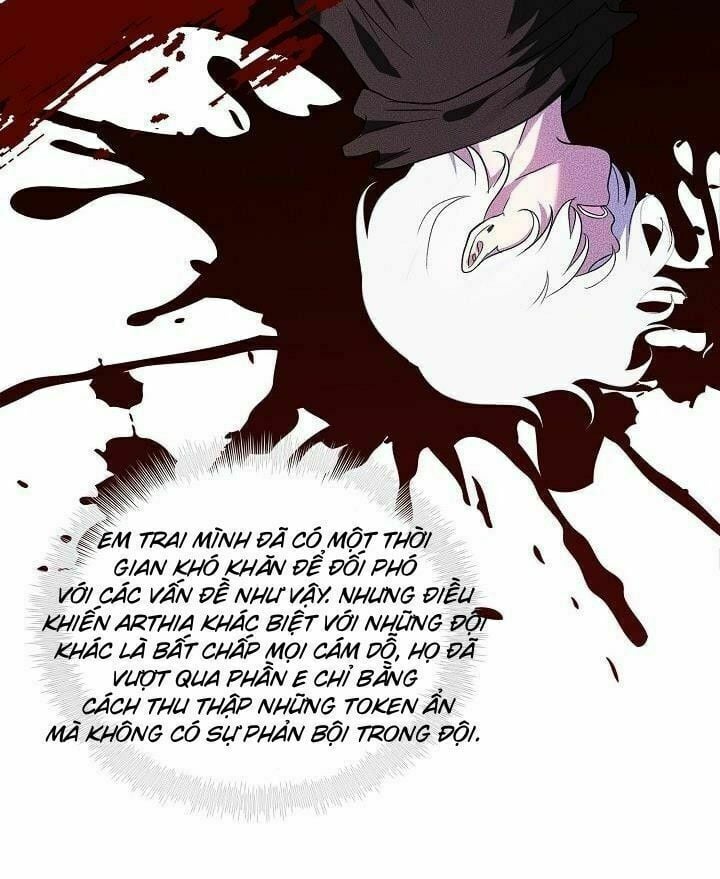 EM TRAI MÌNH ĐÃ CÓ MỘT THỜI
GIAN KHÓ KHĂN ĐỂ ĐỐI PHÓ
VỚI CÁC VẤN ĐỀ NHƯ VẬY. NHƯNG ĐIỀU
KHIẾN ARTHIA KHÁC BIỆT VỚI NHỮNG ĐỘI
KHÁC LÀ BẤT CHẤP MỌI CÁM DỖ, HỌ ĐÃ
VƯỢT QUA PHẦN E CHỈ BẰNG
CÁCH THU THẬP NHỮNG TOKEN ẨN
MÀ KHÔNG CÓ SỰ PHẢN BỘI TRONG ĐỘI.